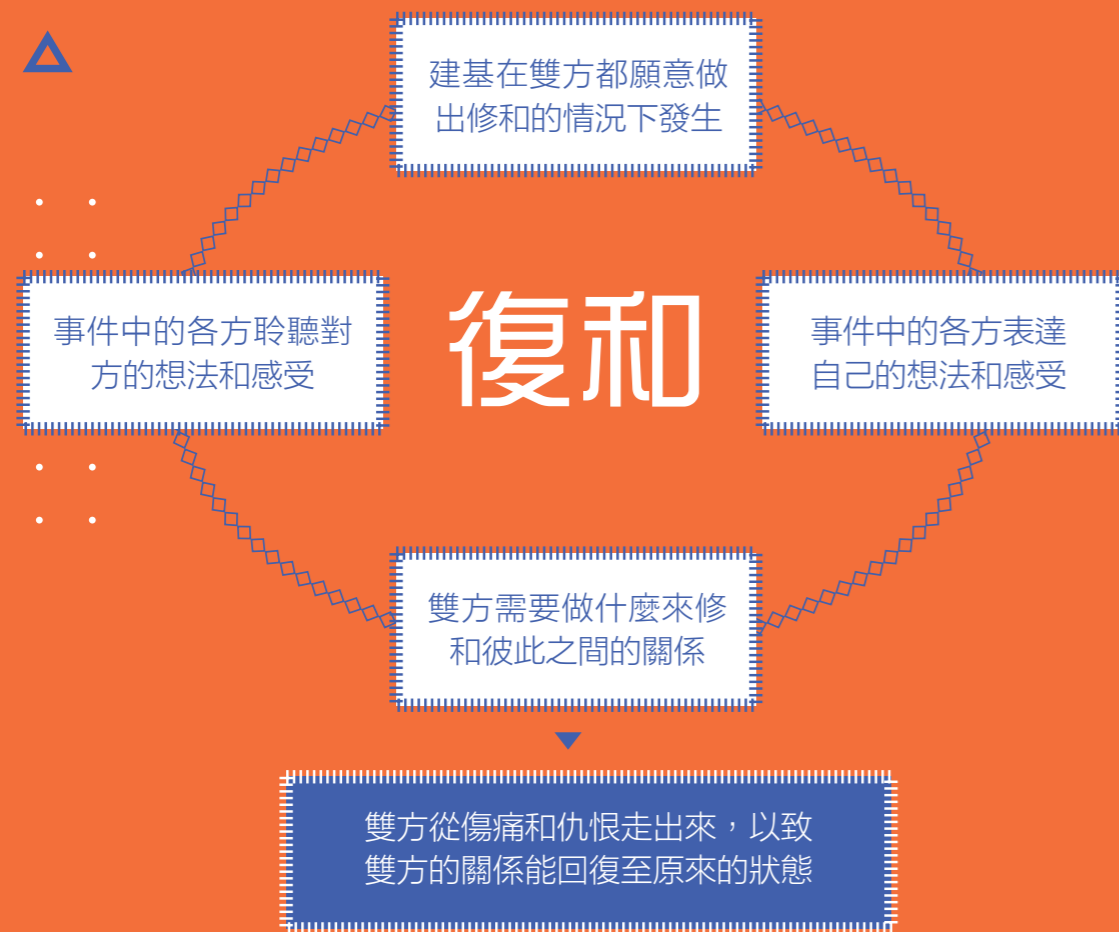 建基在雙方都願意做
出修和的情況下發生
事件中的各方聆聽對
方的想法和感受
復和
事件中的各方表達
自己的想法和感受
雙方需要做什麼來修
和彼此之間的關係
雙方從傷痛和仇恨走出來，以致
雙方的關係能回復至原來的狀態